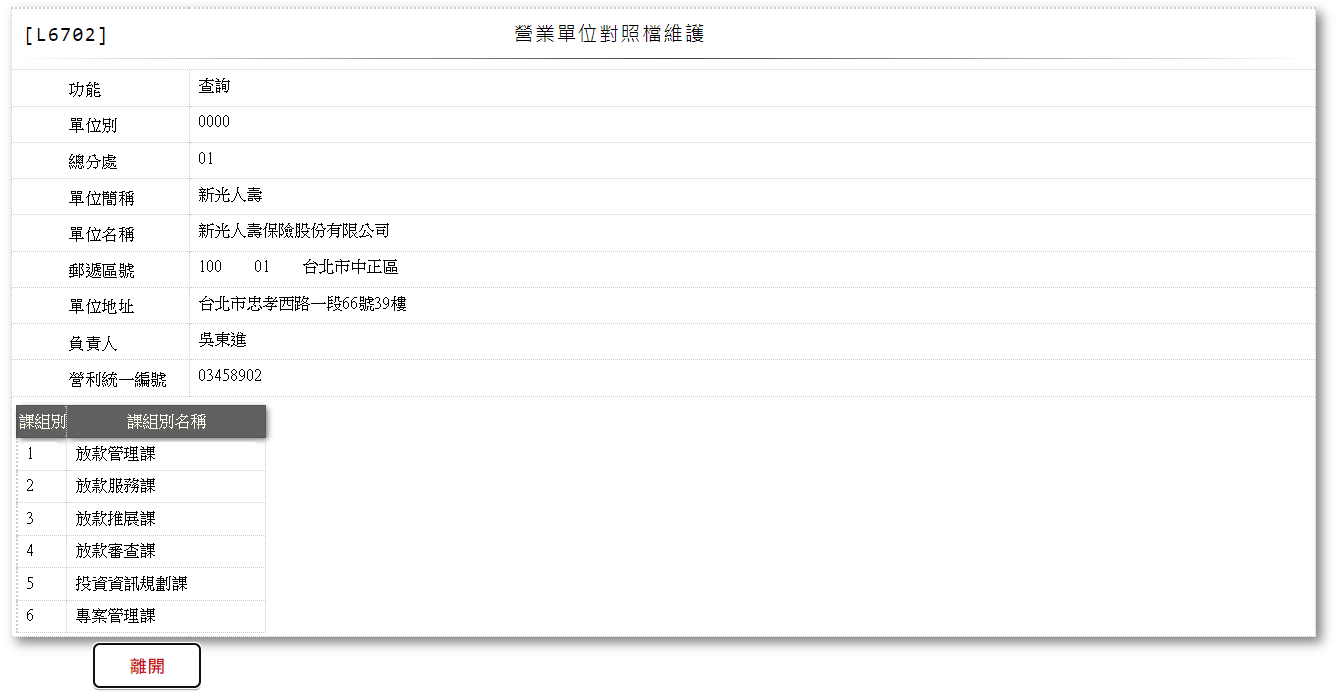 [L6702] 營業單位對照檔維護
功能 查詢
單位別 0000
總分處 01
單位簡稱 新光人壽
單位名稱 新光人壽保險股份有限公司
郵遞區號 100 01 台北市中正區
單位地址 台北市忠孝西路一段66號39樓
負責人 吳東進
營利統一編號 03458902
課組別 課組別名稱
1 放款管理課
2 放款服務課
3 放款推展課
4 放款審查課
5 投資資訊規劃課
6 專案管理課
離開